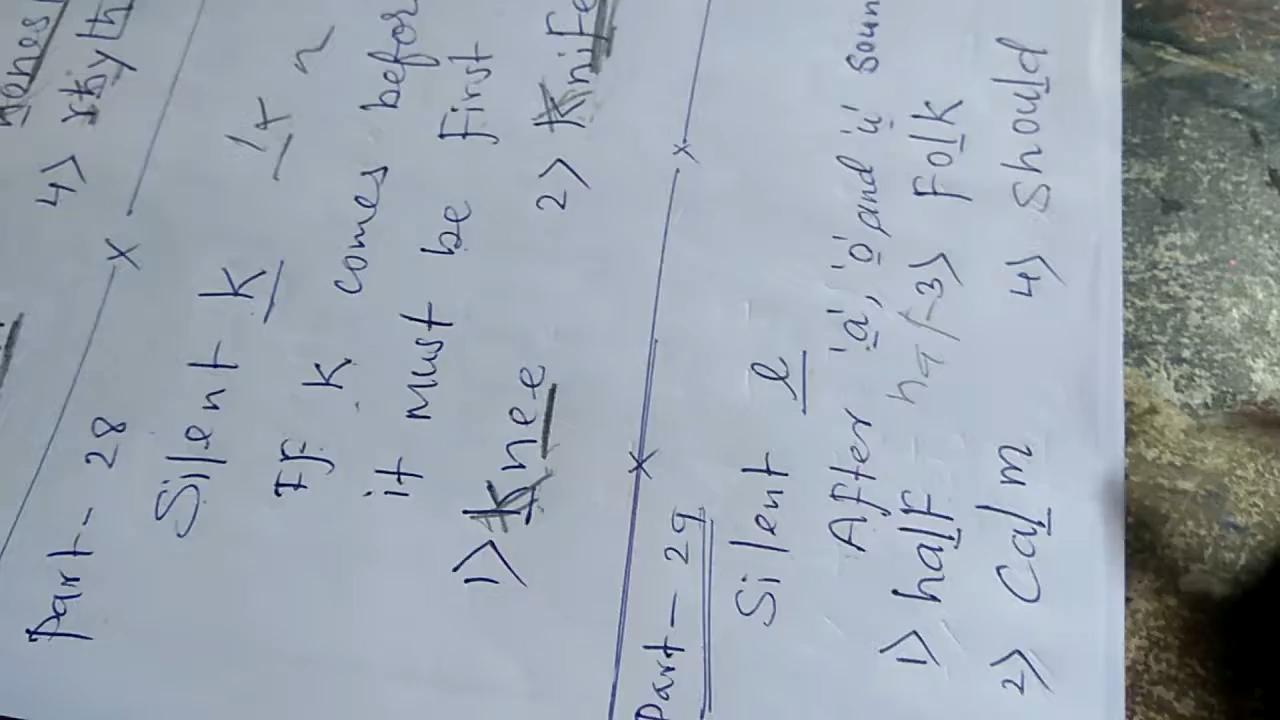 4> rhyth
Part- 28
Silent k
If k comes befor
it Must be first
1> Knee 2> Knife
Part- 29
Silent l
After 'a', 'o' and 'u' soun
1> half 3> Folk
2> Calm 4> Should